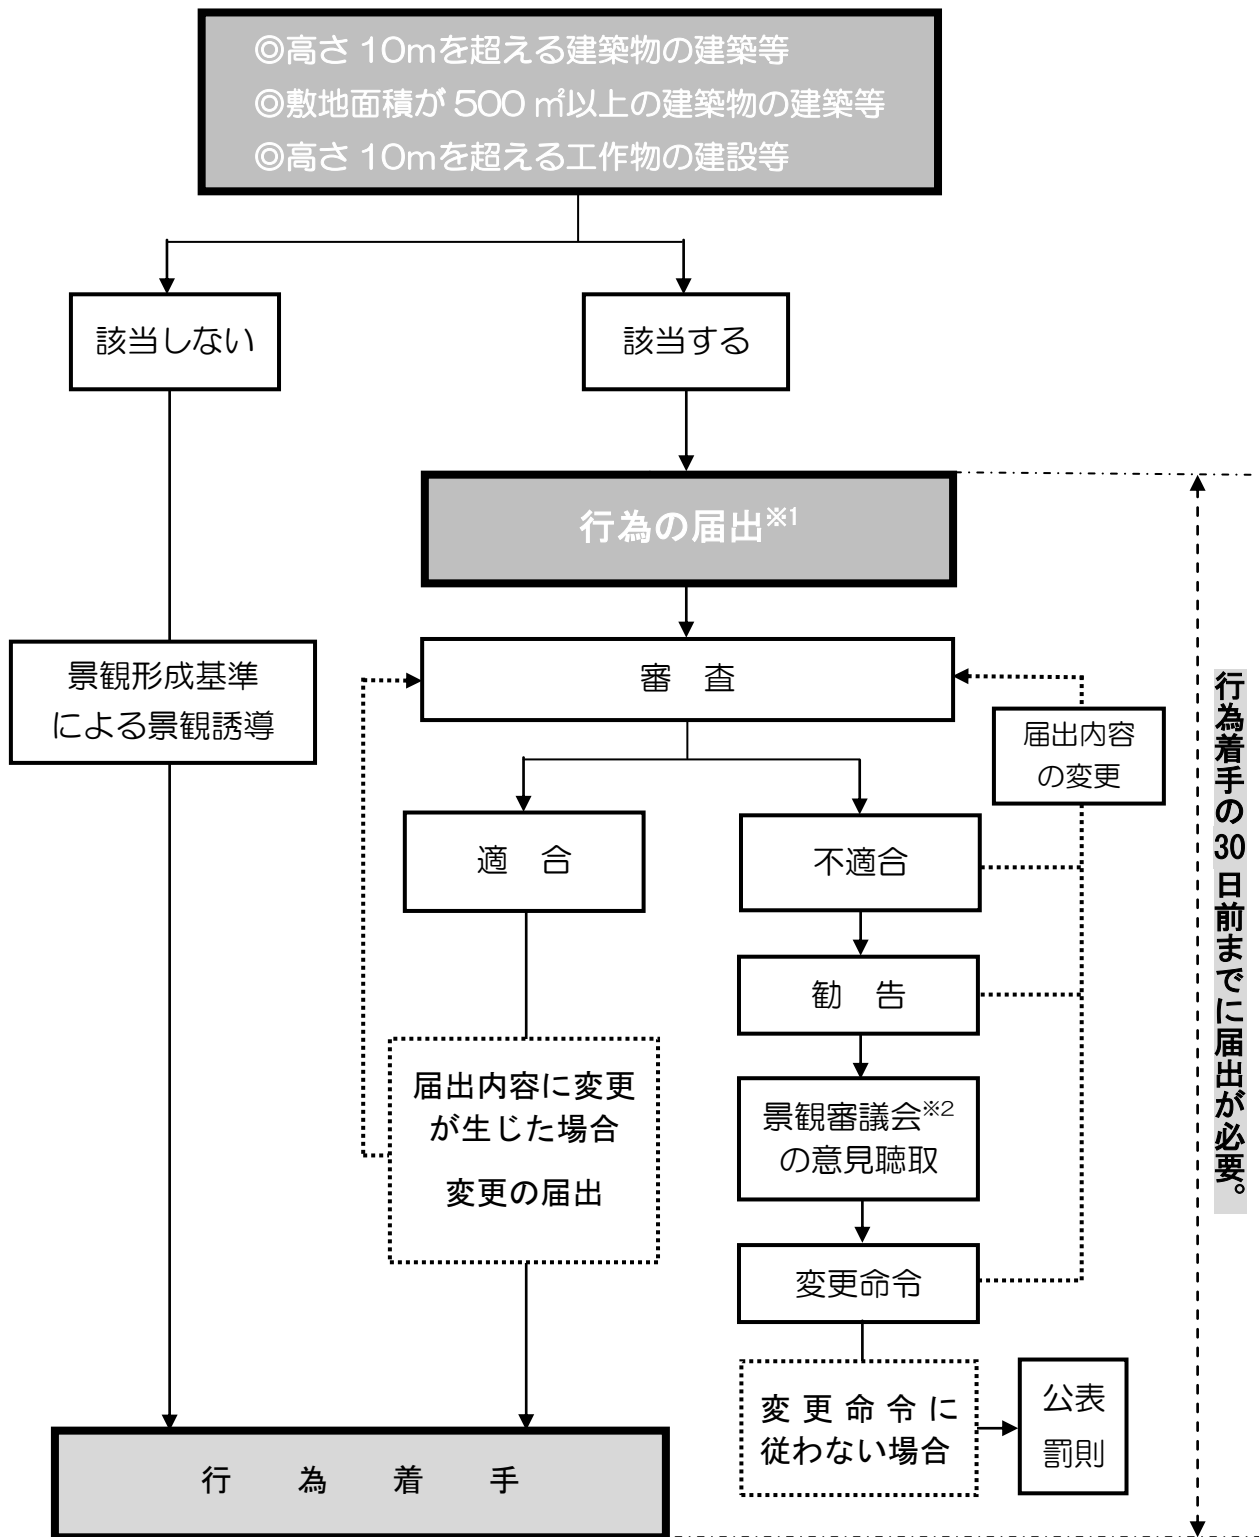 ◎高さ 10mを超える建築物の建築等
◎敷地面積が 500 ㎡以上の建築物の建築等
◎高さ 10mを超える工作物の建設等
該当しない
該当する
行為の届出※1
景観形成基準
による景観誘導
審　査
届出内容
の変更
適　合
不適合
勧　告
届出内容に変更
が生じた場合
変更の届出
景観審議会※2
の意見聴取
変更命令
変更命令に
従わない場合
公表
罰則
行　為　着　手
行為着手の30日前までに届出が必要。